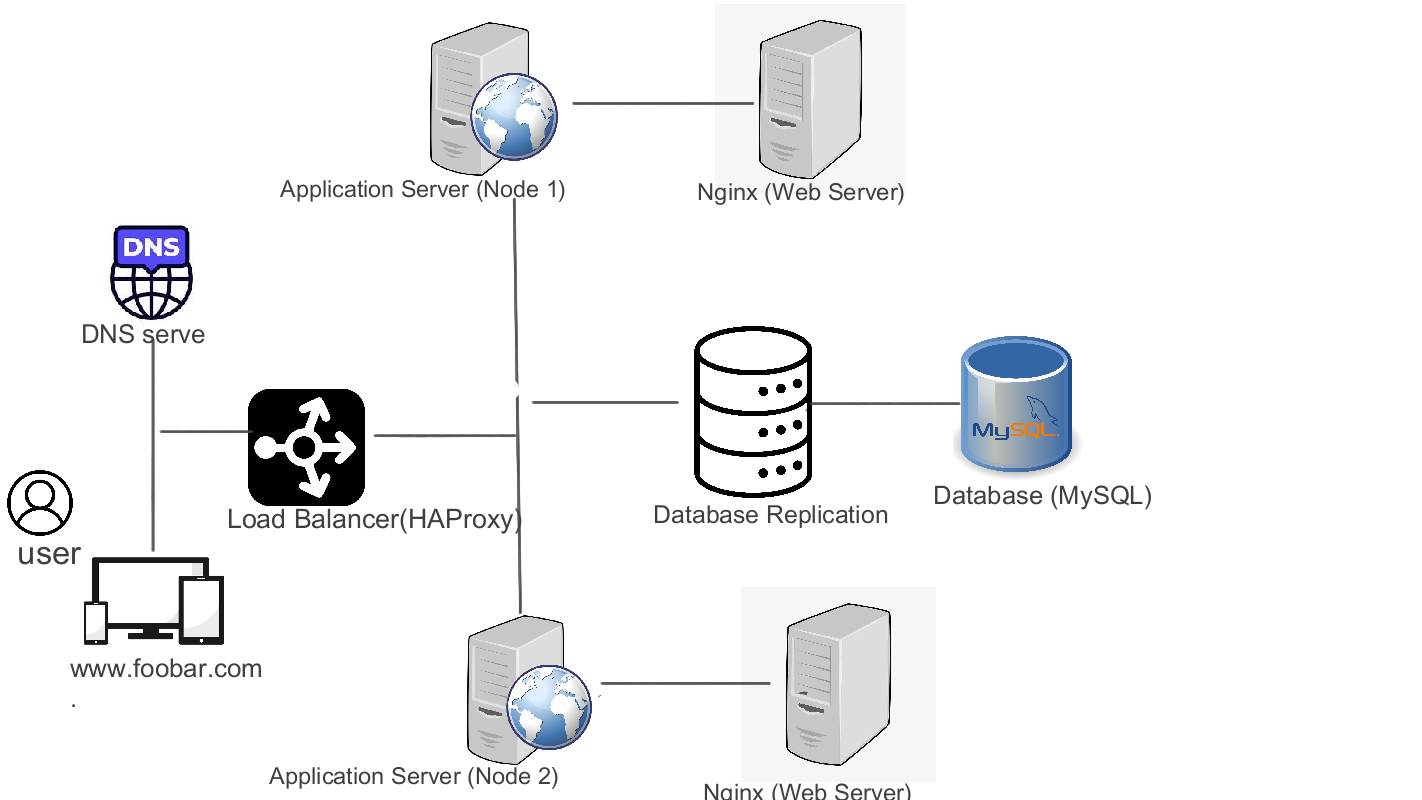 Application Server (Node 1)
Nginx (Web Server)
DNS
DNS serve
Load Balancer(HAProxy)
Database Replication
MySQL
Database (MySQL)
user
www.foobar.com
.
Application Server (Node 2)
Nginx (Web Server)